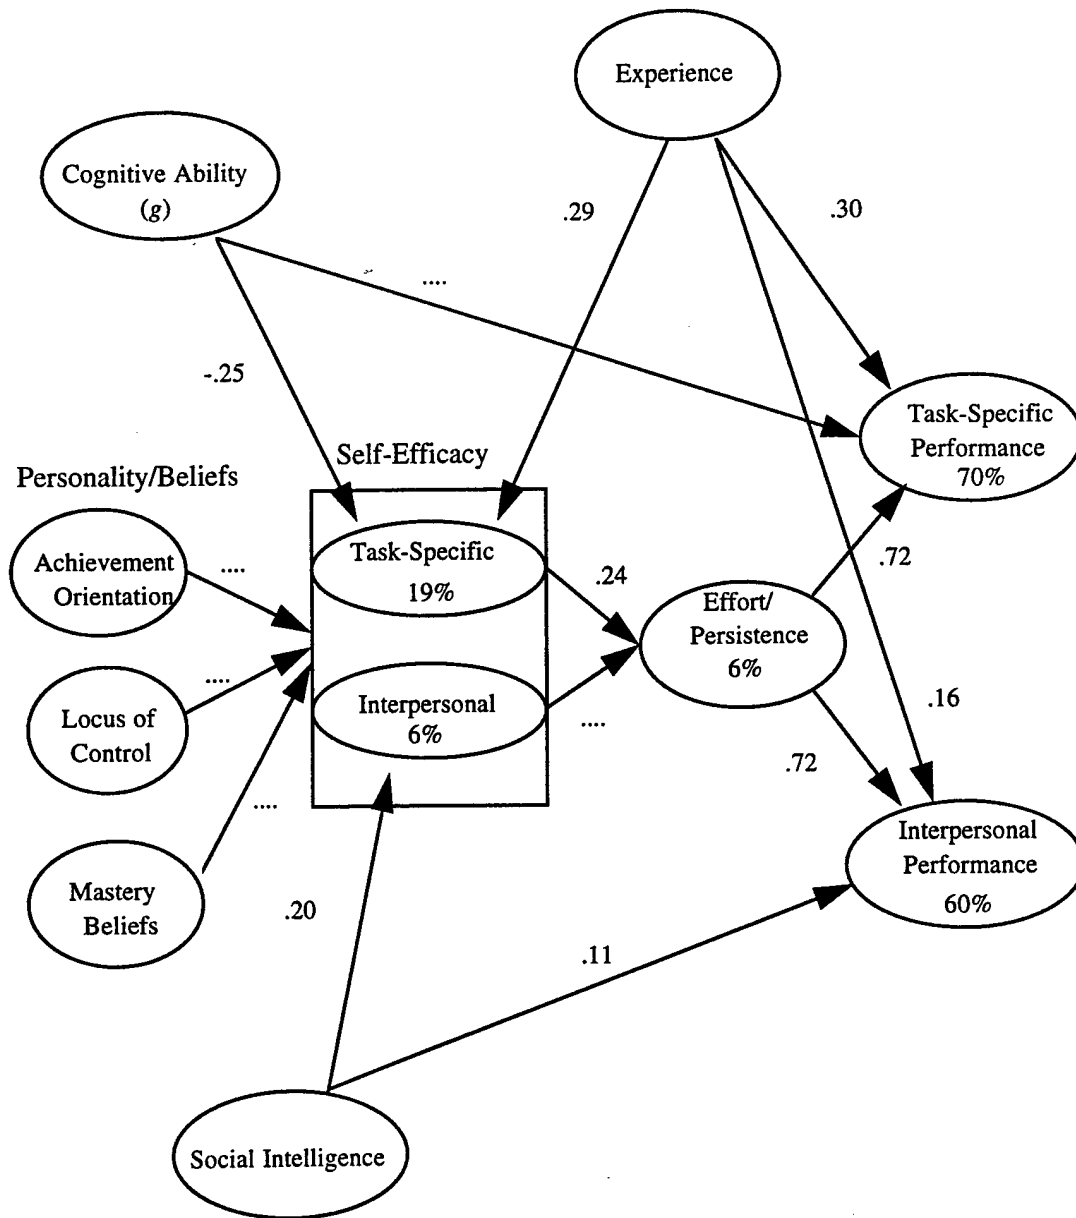 Experience
Cognitive Ability
(g)
.29
.30
....
-.25
Task-Specific
Performance
70%
Self-Efficacy
Personality/Beliefs
Achievement
Orientation
....
Task-Specific
19%
.24
.72
Effort/
Persistence
6%
....
Locus of
Control
Interpersonal
6%
....
.16
.72
....
Interpersonal
Performance
60%
Mastery
Beliefs
.20
.11
Social Intelligence